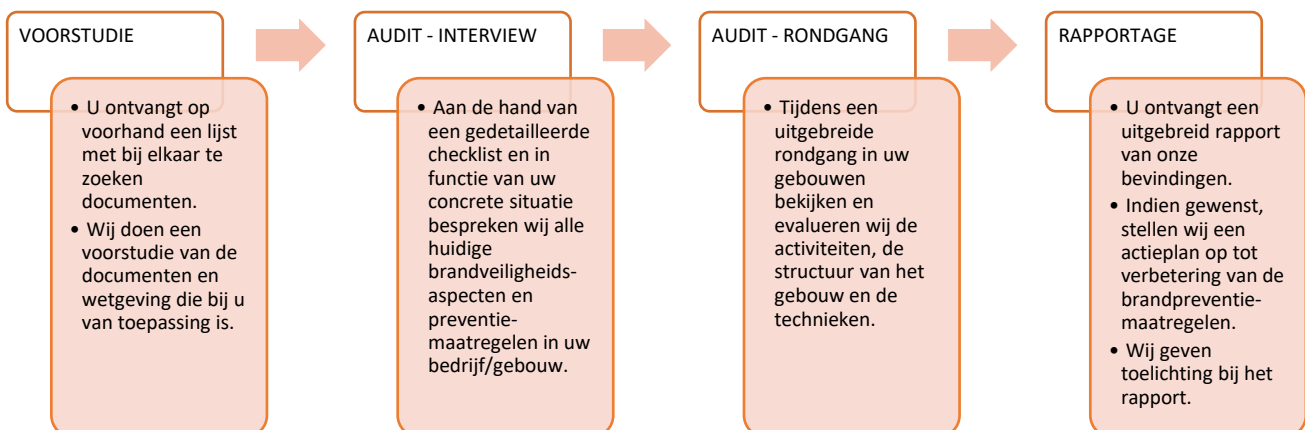 VOORSTUDIE
• U ontvangt op
voorhand een lijst
met bij elkaar te
zoeken
documenten.
• Wij doen een
voorstudie van de
documenten en
wetgeving die bij u
van toepassing is.
AUDIT - INTERVIEW
• Aan de hand van
een gedetailleerde
checklist en in
functie van uw
concrete situatie
bespreken wij alle
huidige
brandveiligheids-
aspecten en
preventie-
maatregelen in uw
bedrijf/gebouw.
AUDIT - RONDGANG
• Tijdens een
uitgebreide
rondgang in uw
gebouwen
bekijken en
evalueren wij de
activiteiten, de
structuur van het
gebouw en de
technieken.
RAPPORTAGE
• U ontvangt een
uitgebreid rapport
van onze
bevindingen.
• Indien gewenst,
stellen wij een
actieplan op tot
verbetering van de
brandpreventie-
maatregelen.
• Wij geven
toelichting bij het
rapport.